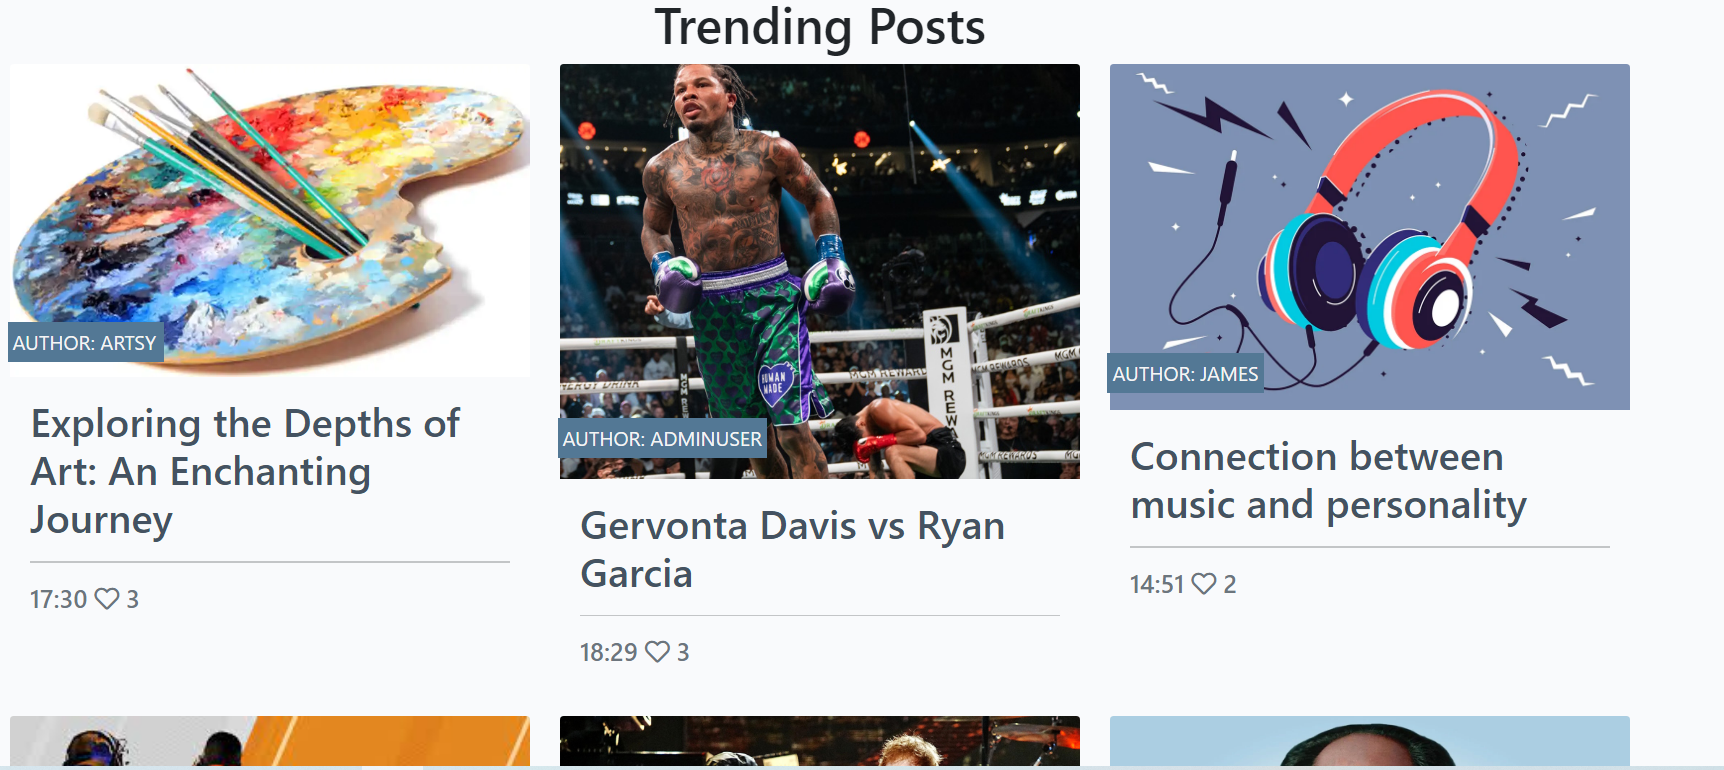 Trending Posts
AUTHOR: ARTSY
Exploring the Depths of
Art: An Enchanting
Journey
17:30 3
HUMAN
MADE
MGM REWARDS
MGM REW
AUTHOR: ADMINUSER
Gervonta Davis vs Ryan
Garcia
18:29 3
AUTHOR: JAMES
Connection between
music and personality
14:51 2